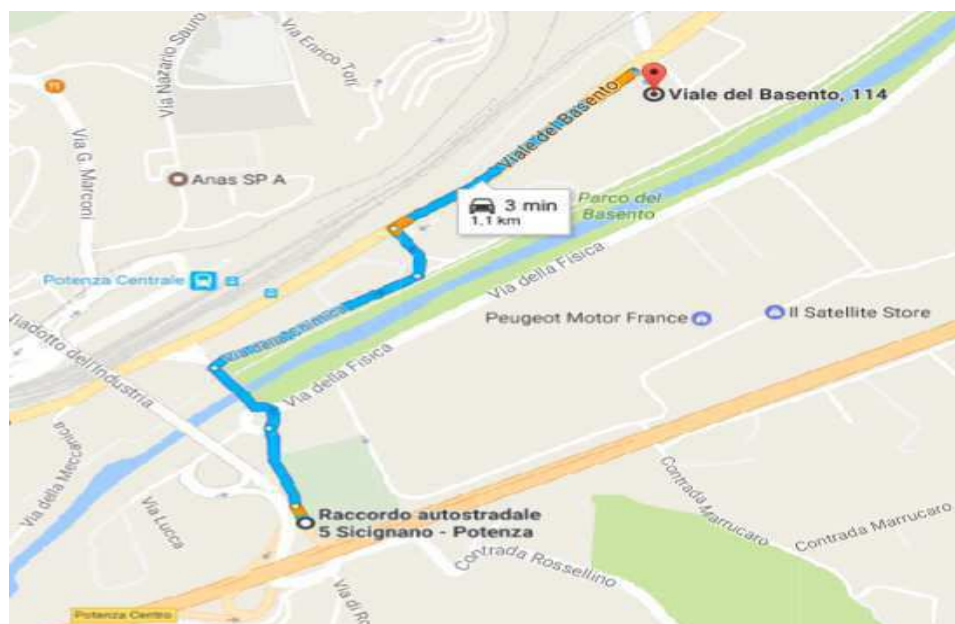 Via Nazario Sauro
Via Enrico Toti
Viale del Basento, 114
Viale del Basento
Via G. Marconi
Anas SP A
3 min
1,1 km
Parco del
Basento
Potenza Centrale
Via della Fisica
Peugeot Motor France
Il Satellite Store
Viadotto dell'Industria
Via della Fisica
Via della Meccanica
Via Lucca
Raccordo autostradale
5 Sicignano - Potenza
Contrada Marrucaro
Contrada Marrucaro
Contrada Rossellino
Via di Ro
Potenza Centro